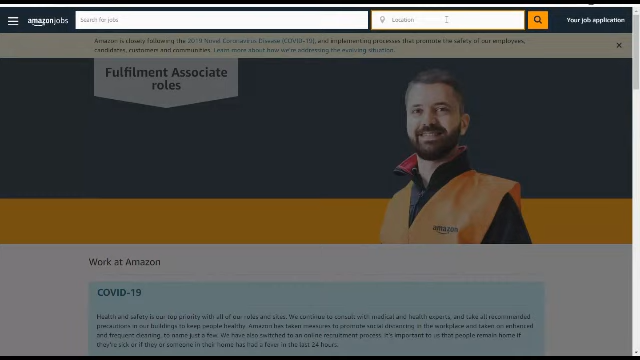 amazonjobs
Search for jobs
Location
Your job application
Amazon is closely following the 2019 Novel Coronavirus Disease (COVID-19), and implementing processes that promote the safety of our employees,
candidates, customers and communities. Learn more about how we're addressing the evolving situation.
Fulfilment Associate
roles
amazon
Work at Amazon
COVID-19
Health and safety is our top priority with all of our roles and sites. We continue to consult with medical and health experts, and take all recommended
precautions in our buildings to keep people healthy. Amazon has taken measures to promote social distancing in the workplace and taken on enhanced
and frequent cleaning, to name just a few. We have also switched to an online recruitment process. It's important to us that people remain home if
they're sick or if they or someone in their home has had a fever in the last 24 hours.